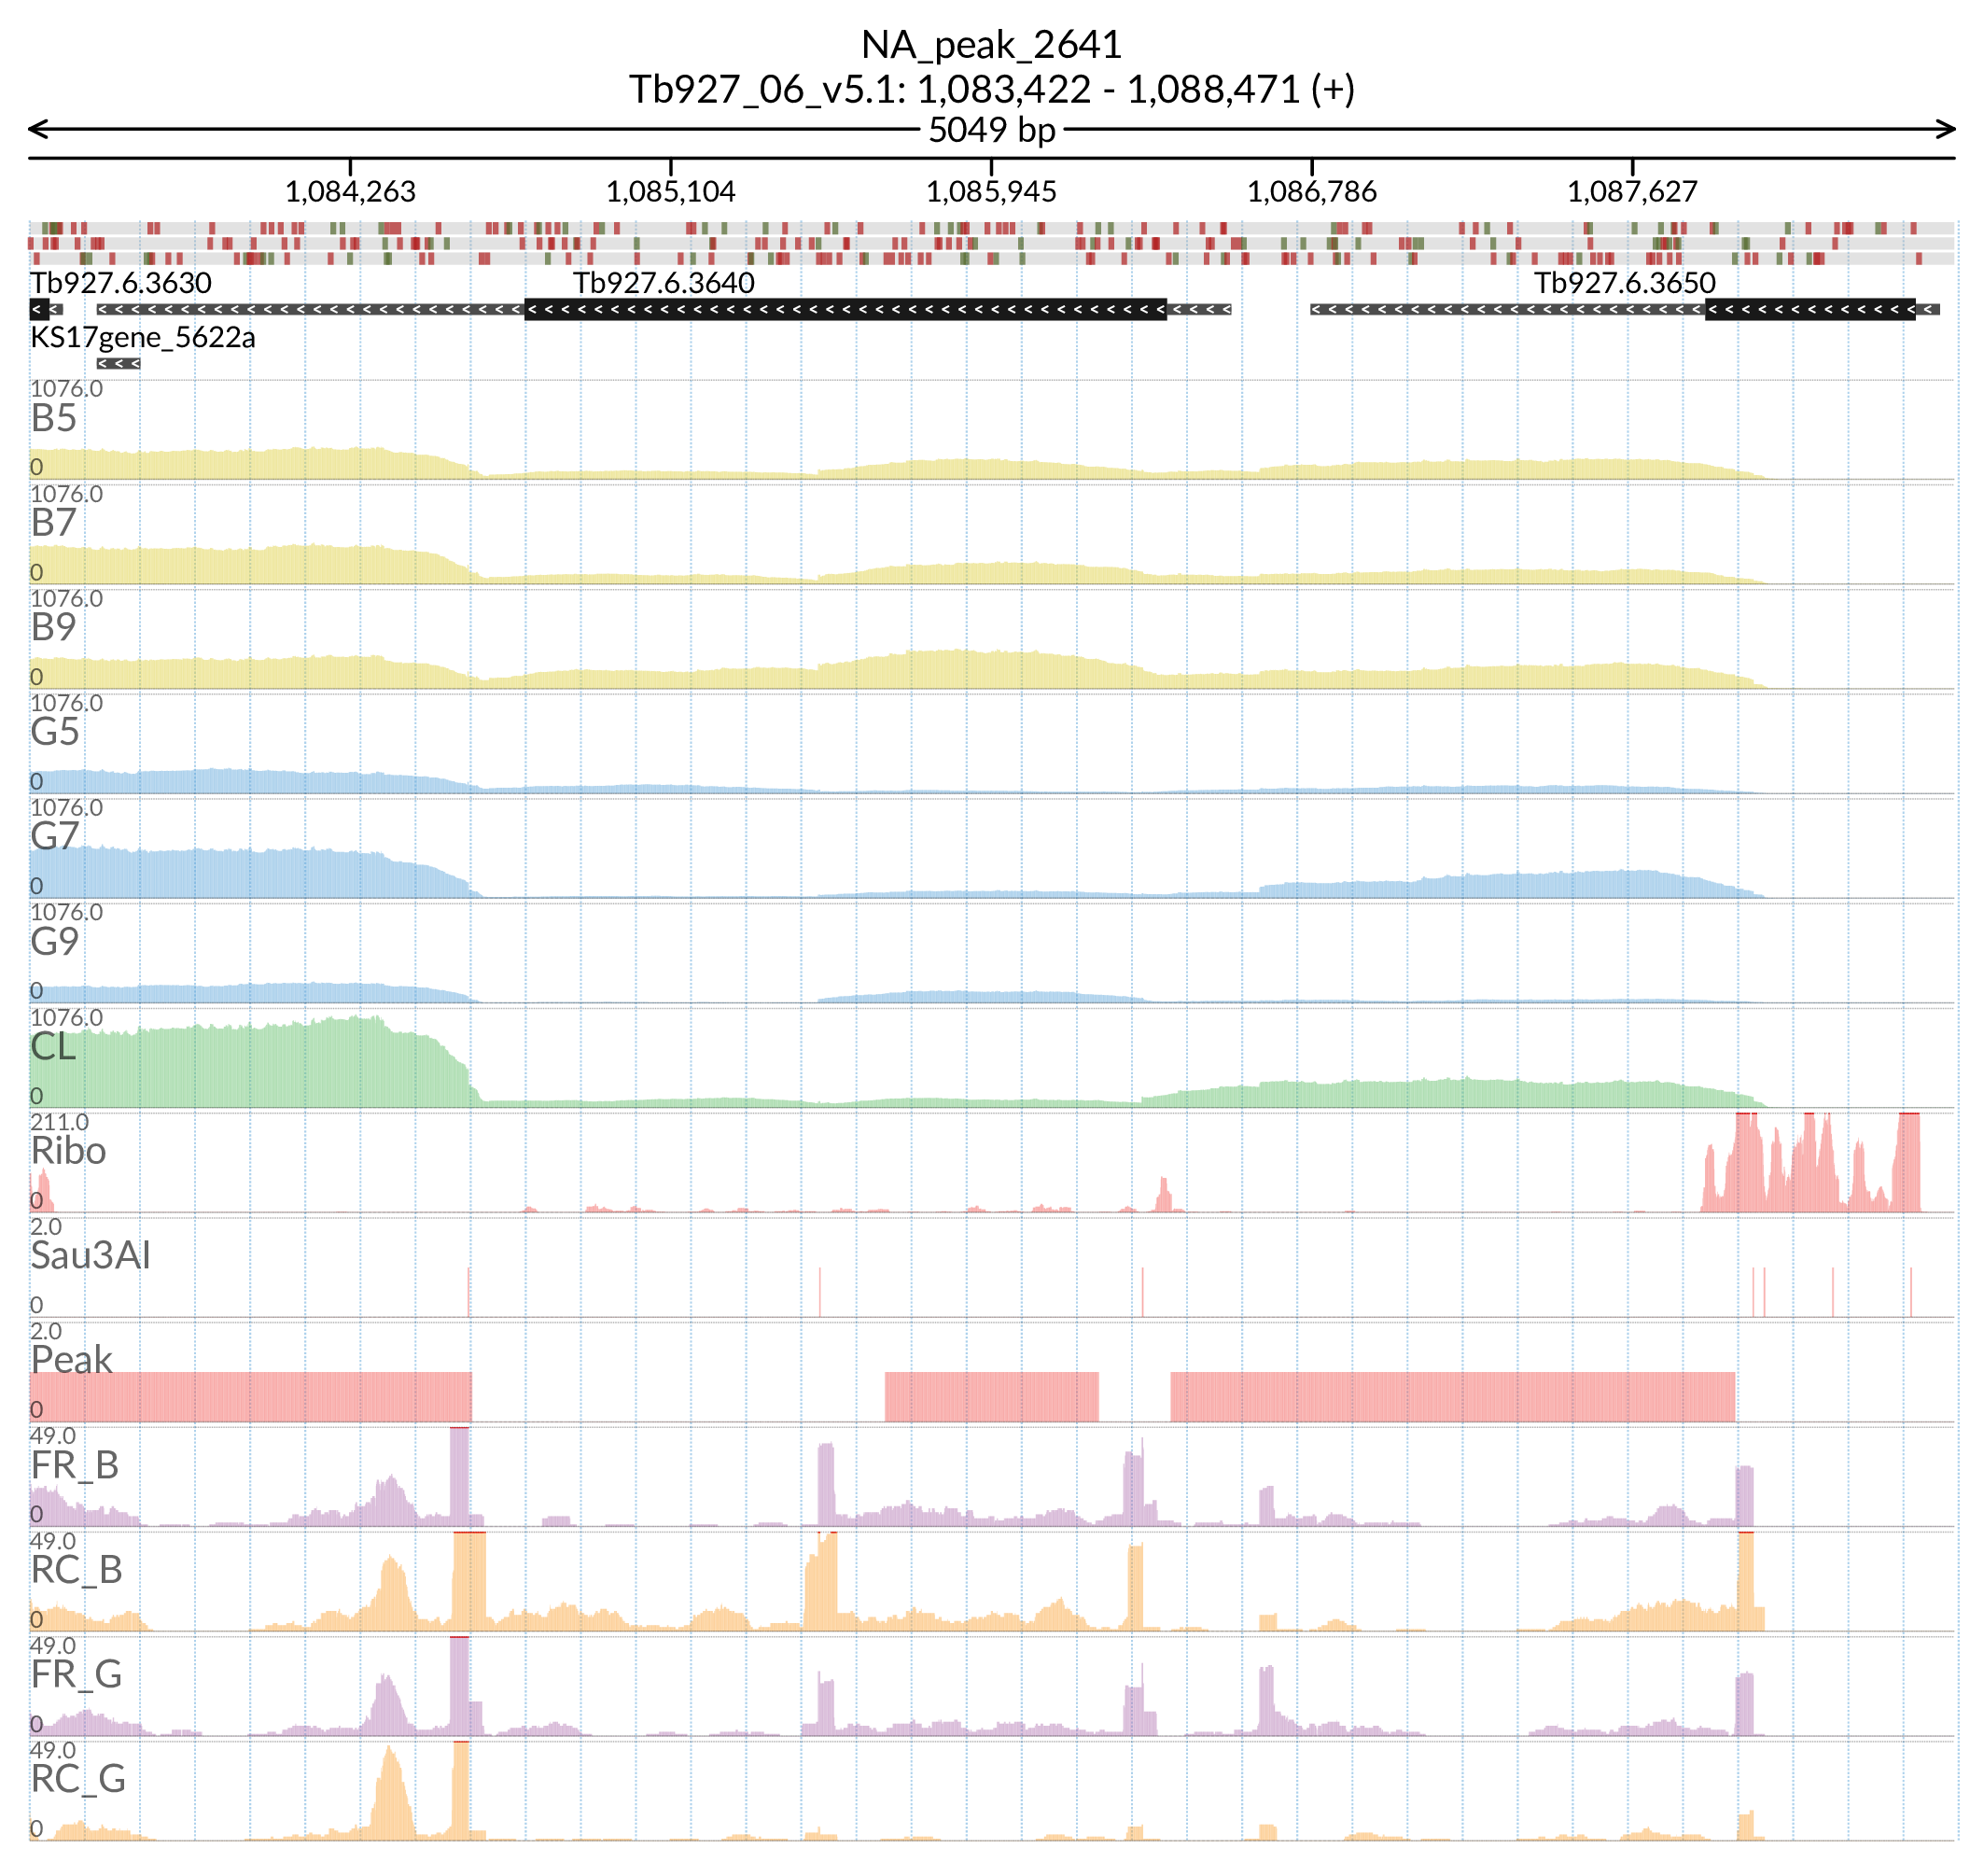 NA_peak_2641
Tb927_06_v5.1: 1,083,422 - 1,088,471 (+)
5049 bp
1,084,263 1,085,104 1,085,945 1,086,786 1,087,627
Tb927.6.3630 Tb927.6.3640 Tb927.6.3650
KS17gene_5622a
1076.0
B5
0
1076.0
B7
0
1076.0
B9
0
1076.0
G5
0
1076.0
G7
0
1076.0
G9
0
1076.0
CL
0
211.0
Ribo
0
2.0
Sau3AI
0
2.0
Peak
0
49.0
FR_B
0
49.0
RC_B
0
49.0
FR_G
0
49.0
RC_G
0